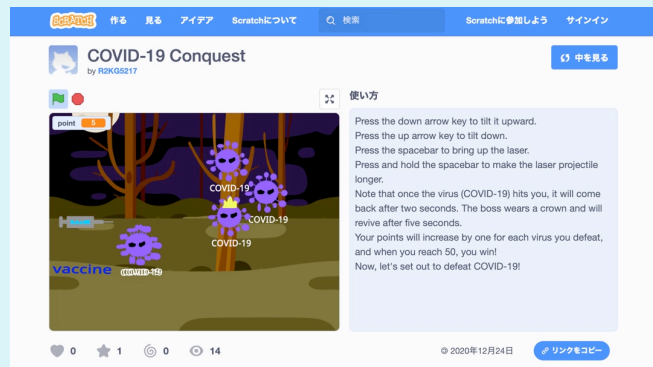 SCRATCH 作る 見る アイデア Scratchについて 検索 Scratchに参加しよう サインイン
COVID-19 Conquest
by R2KG5217
中を見る
使い方
point 5
COVID-19
COVID-19
COVID-19
COVID-19
vaccine
Press the down arrow key to tilt it upward.
Press the up arrow key to tilt down.
Press the spacebar to bring up the laser.
Press and hold the spacebar to make the laser projectile
longer.
Note that once the virus (COVID-19) hits you, it will come
back after two seconds. The boss wears a crown and will
revive after five seconds.
Your points will increase by one for each virus you defeat,
and when you reach 50, you win!
Now, let's set out to defeat COVID-19!
0 1 0 14
© 2020年12月24日 リンクをコピー